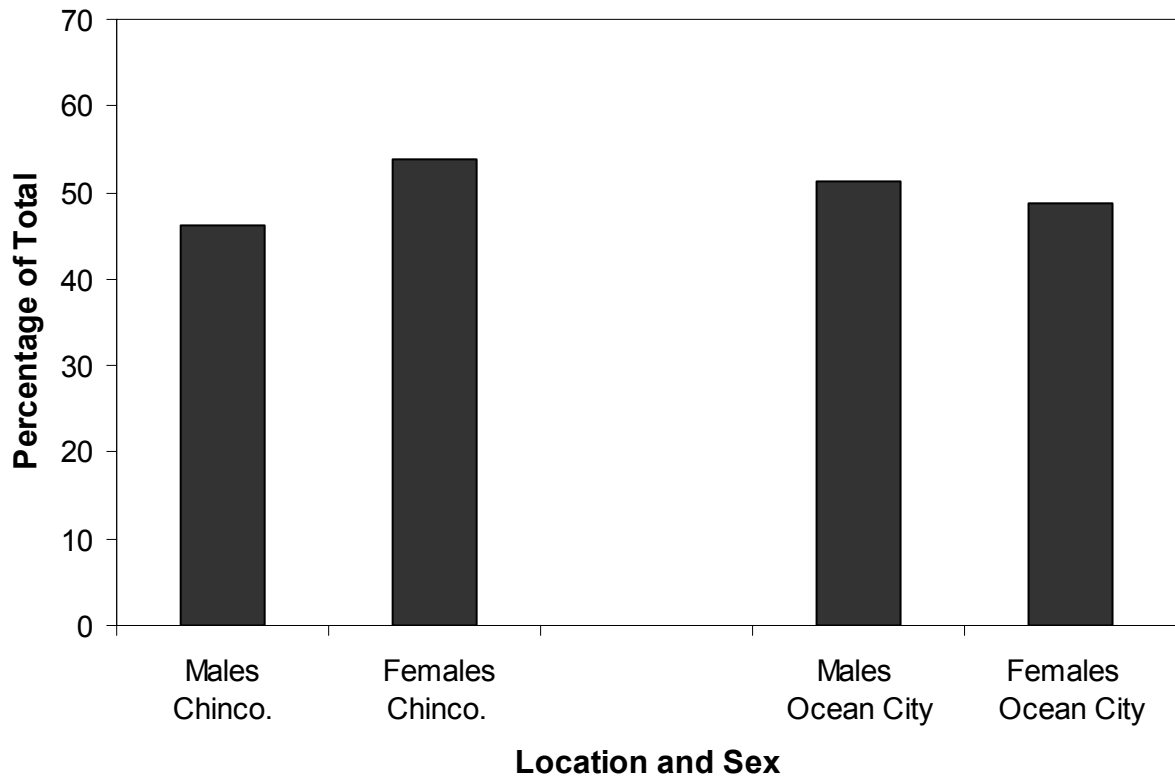 70
60
50
40
30
20
10
0
Percentage of Total
Males
Chinco.
Females
Chinco.
Males
Ocean City
Females
Ocean City
Location and Sex